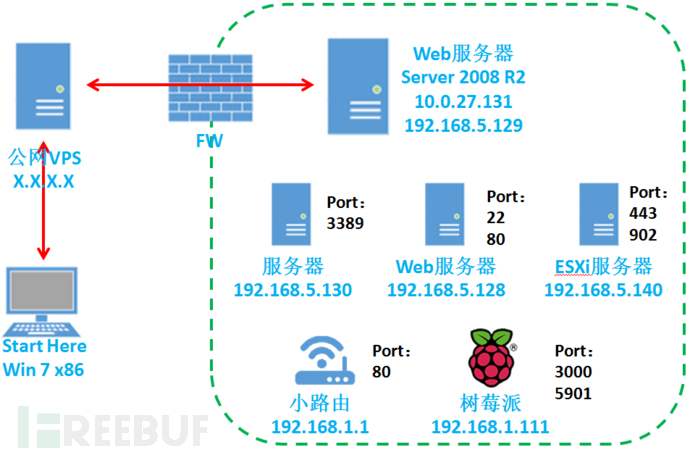 Web服务器
Server 2008 R2
10.0.27.131
192.168.5.129
FW
公网VPS
X.X.X.X
Port：
3389
服务器
192.168.5.130
Port：
22
80
Web服务器
192.168.5.128
Port：
443
902
ESXi服务器
192.168.5.140
Start Here
Win 7 x86
Port：
80
小路由
192.168.1.1
®
Port：
3000
5901
树莓派
192.168.1.111
FREEBUF